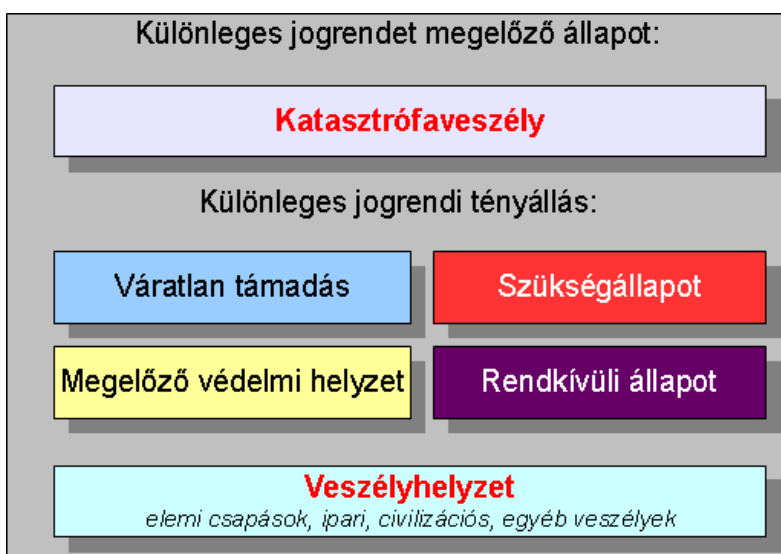 Különleges jogrendet megelőző állapot:
Katasztrófaveszély
Különleges jogrendi tényállás:
Váratlan támadás
Szükségállapot
Megelőző védelmi helyzet
Rendkívüli állapot
Veszélyhelyzet
elemi csapások, ipari, civilizációs, egyéb veszélyek